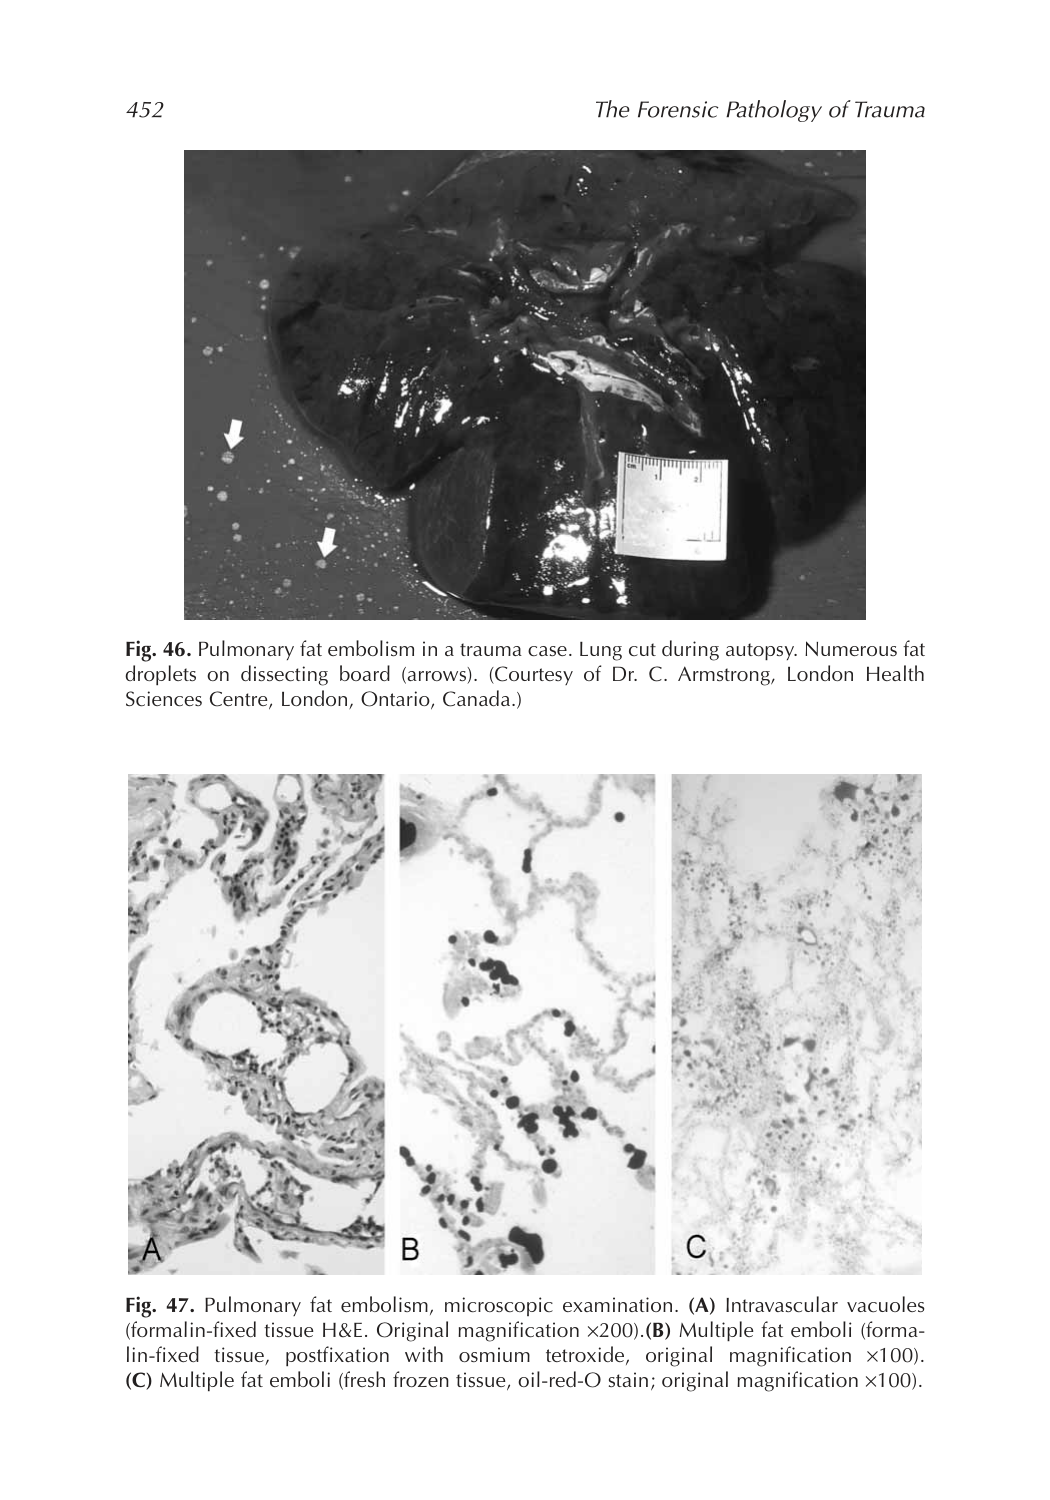 452
The Forensic Pathology of Trauma
cm
1
2
Fig. 46. Pulmonary fat embolism in a trauma case. Lung cut during autopsy. Numerous fat
droplets on dissecting board (arrows). (Courtesy of Dr. C. Armstrong, London Health
Sciences Centre, London, Ontario, Canada.)
A
B
C
Fig. 47. Pulmonary fat embolism, microscopic examination. (A) Intravascular vacuoles
(formalin-fixed tissue H&E. Original magnification ×200).(B) Multiple fat emboli (forma-
lin-fixed tissue, postfixation with osmium tetroxide, original magnification ×100).
(C) Multiple fat emboli (fresh frozen tissue, oil-red-O stain; original magnification ×100).